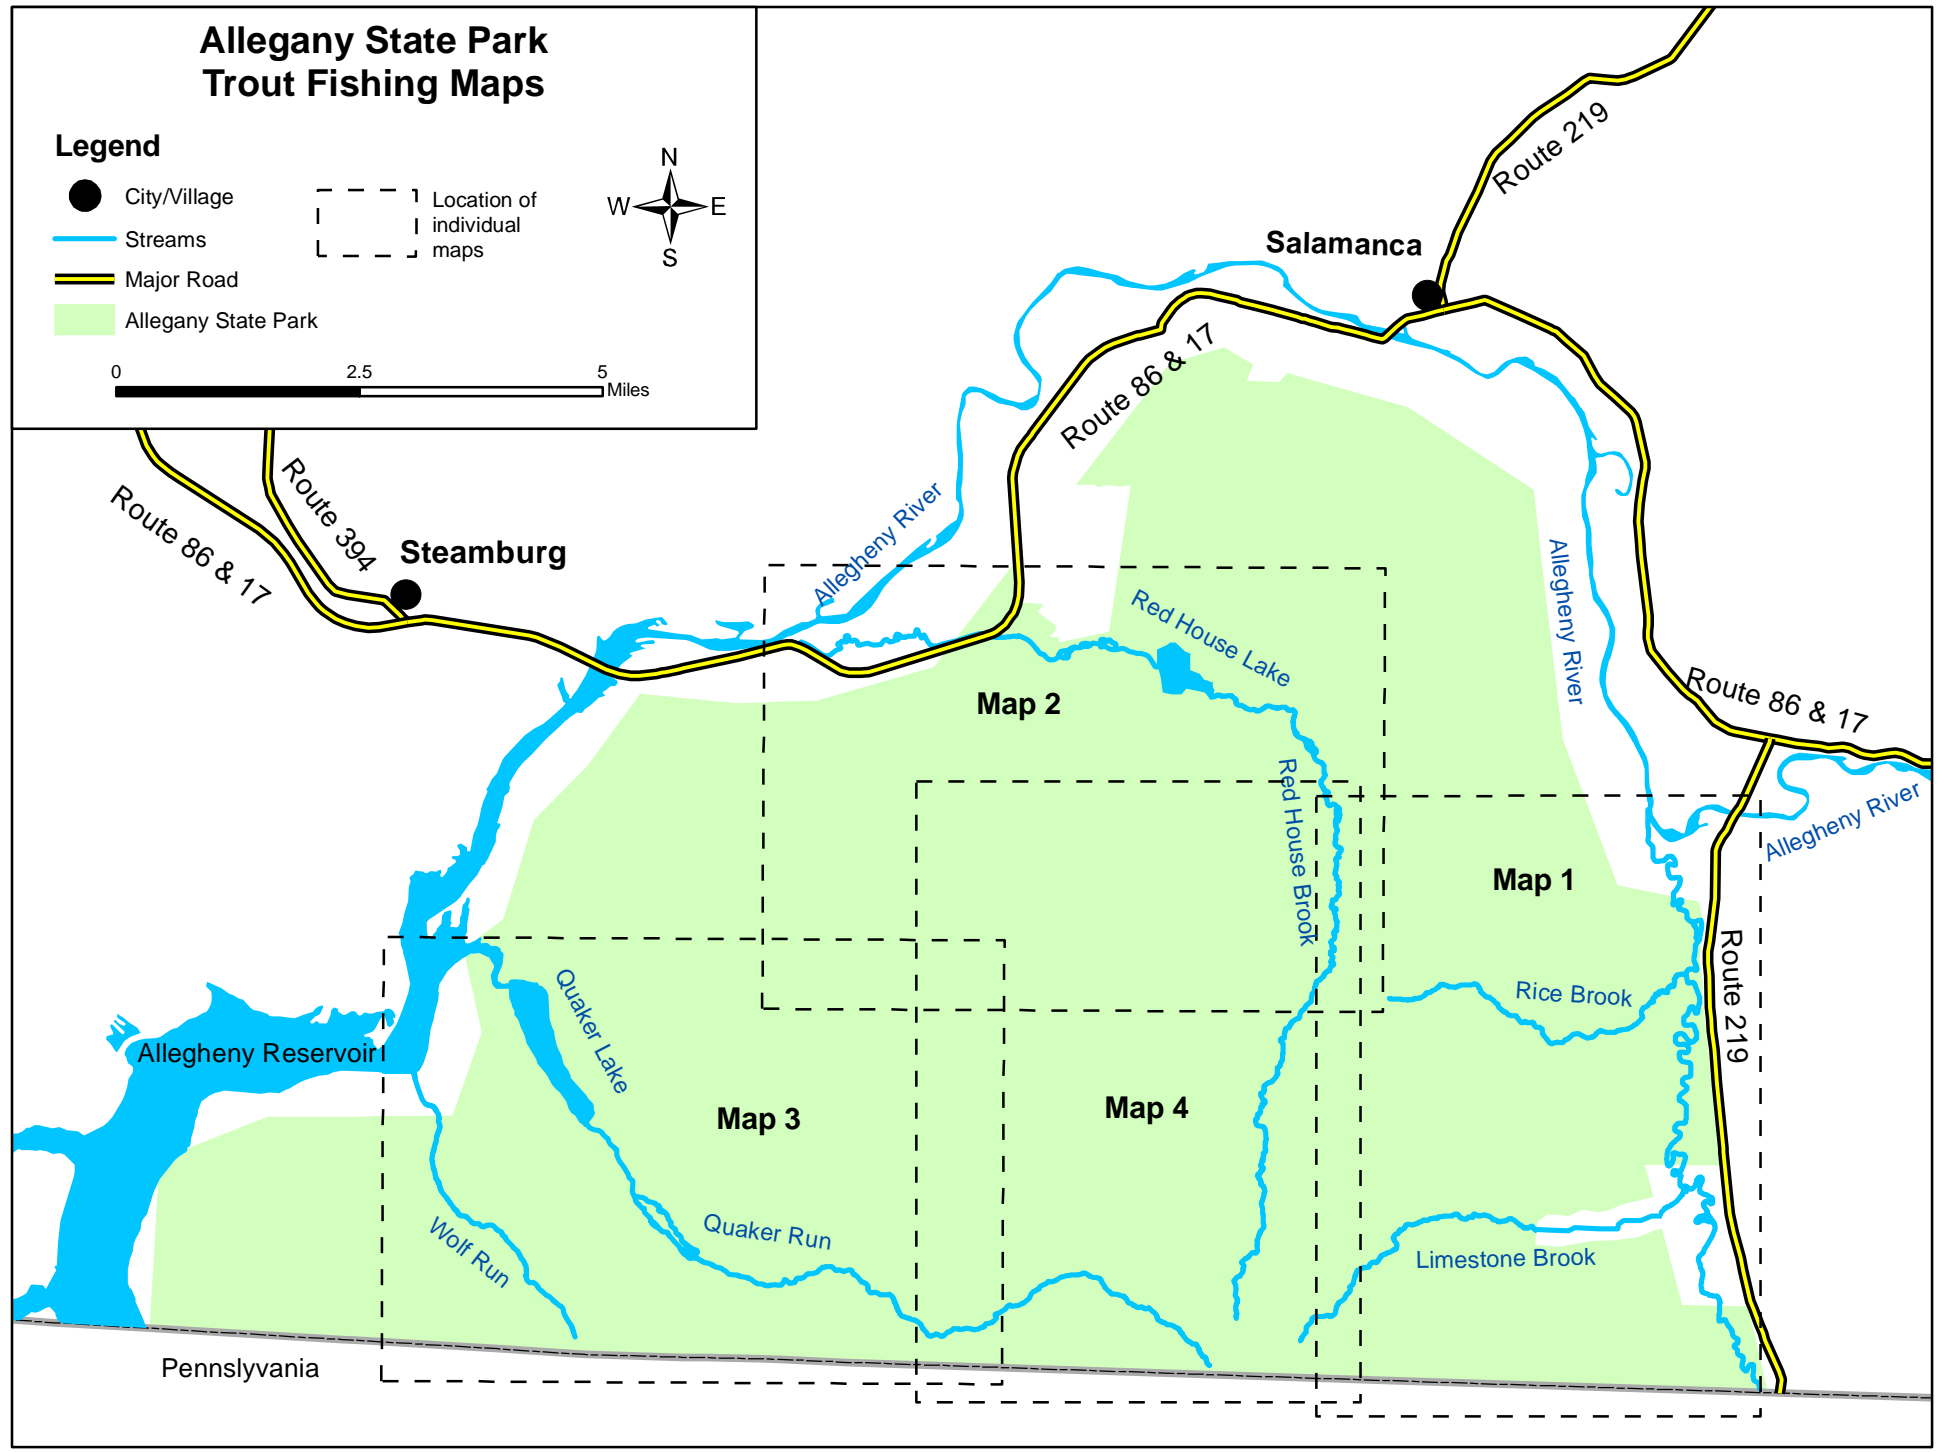 Allegany State Park
Trout Fishing Maps
Legend
City/Village
Streams
Major Road
Allegany State Park
Location of
individual
maps
N
W E
S
0 2.5 5
Miles
Route 219
Salamanca
Route 86 & 17
Route 394
Route 86 & 17
Steamburg
Allegheny River
Allegheny River
Red House Lake
Map 2
Route 86 & 17
Red House Brook
Allegheny River
Map 1
Route 219
Rice Brook
Quaker Lake
Allegheny Reservoir
Map 3
Map 4
Wolf Run
Quaker Run
Limestone Brook
Pennslyvania